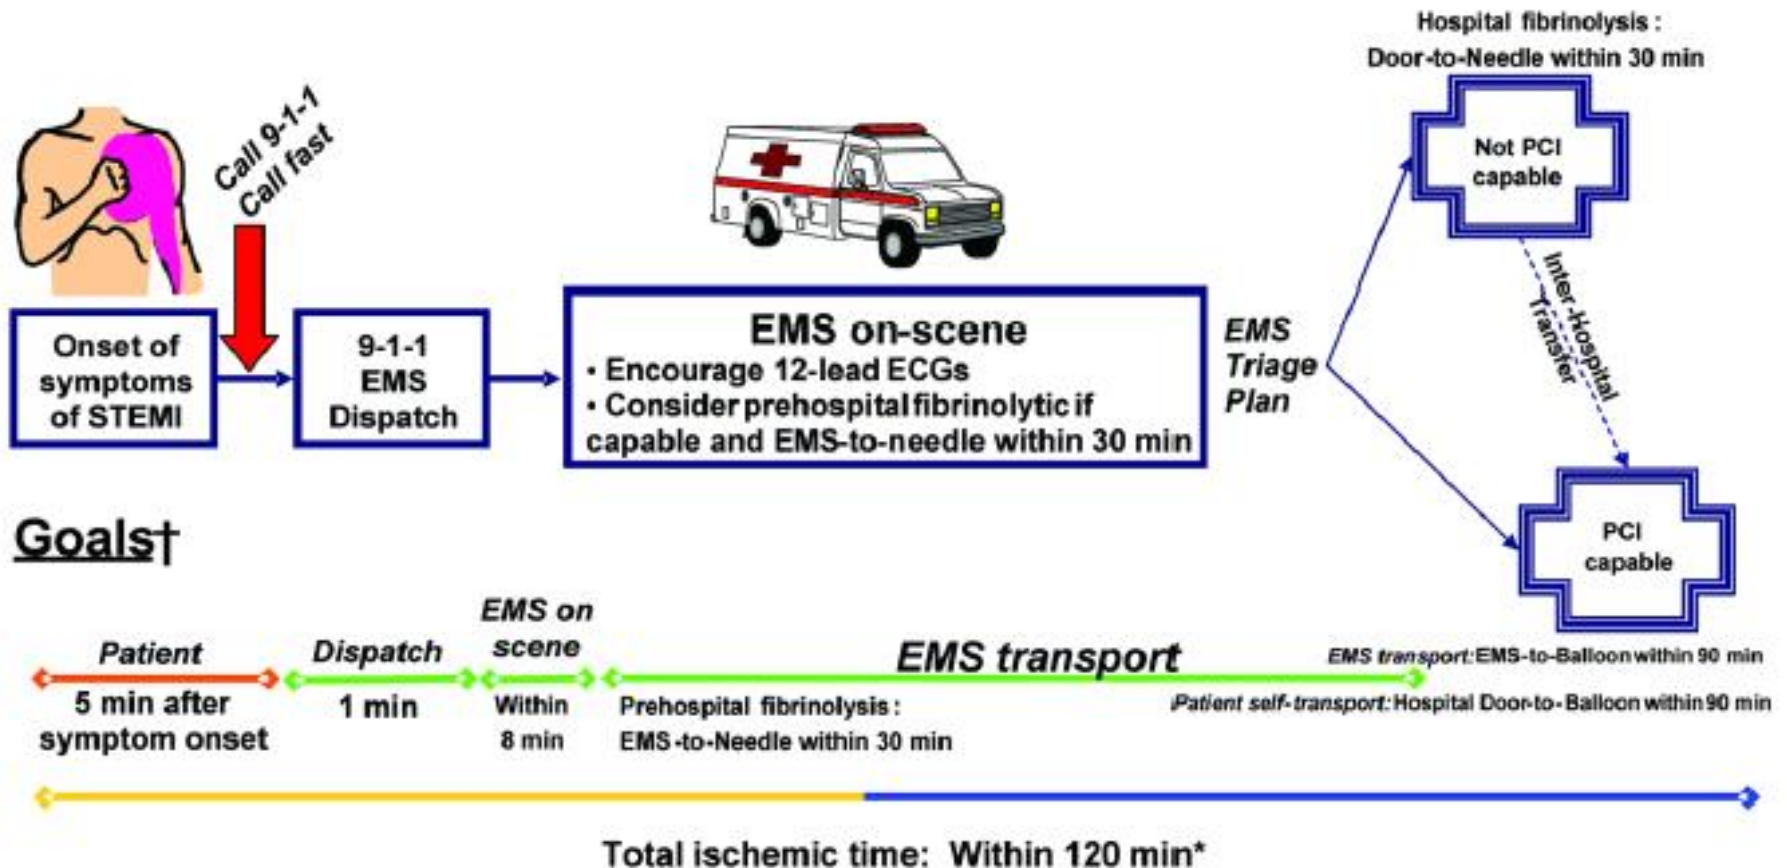 Hospital fibrinolysis :
Door-to-Needle within 30 min
Call 9-1-1
Call fast
Not PCI
capable
Onset of
symptoms
of STEMI
9-1-1
EMS
Dispatch
EMS on-scene
• Encourage 12-lead ECGs
• Consider prehospital fibrinolytic if
capable and EMS-to-needle within 30 min
EMS
Triage
Plan
Inter-Hospital
Transfer
PCI
capable
Goals†
Patient
5 min after
symptom onset
Dispatch
1 min
EMS on
scene
Within
8 min
EMS transport
Prehospital fibrinolysis :
EMS-to-Needle within 30 min
EMS transport: EMS-to-Balloon within 90 min
Patient self-transport: Hospital Door-to-Balloon within 90 min
Total ischemic time: Within 120 min*